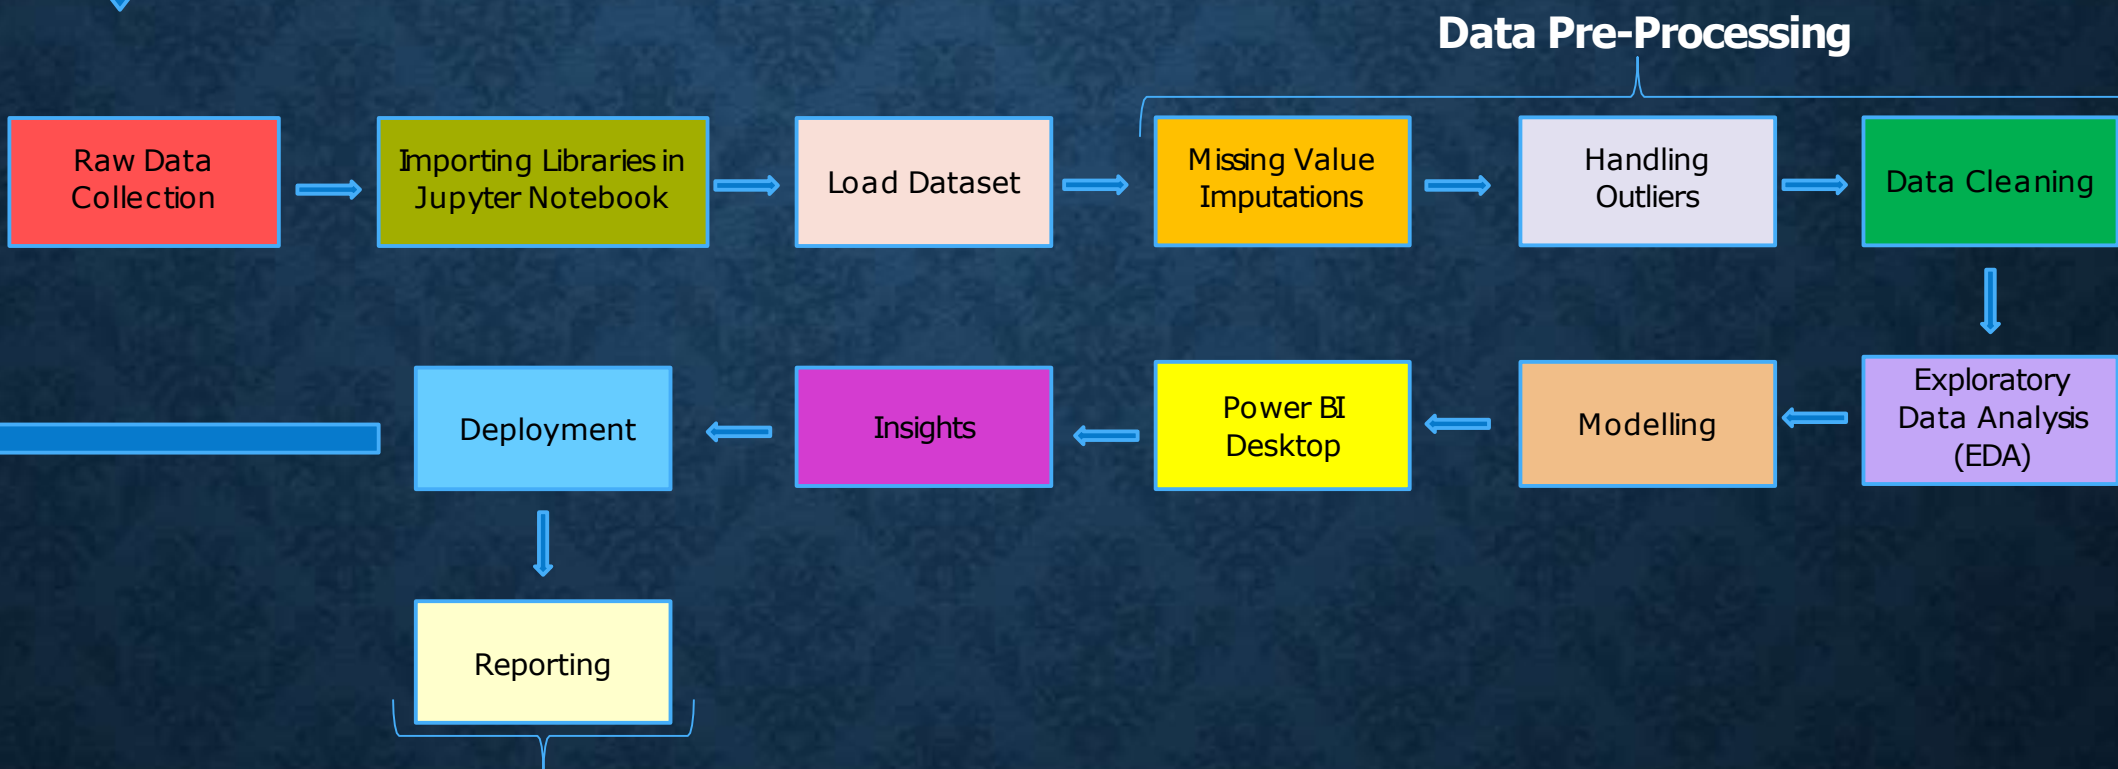 Data Pre-Processing
Raw Data
Collection
Importing Libraries in
Jupyter Notebook
Load Dataset
Missing Value
Imputations
Handling
Outliers
Data Cleaning
Exploratory
Data Analysis
(EDA)
Modelling
Power BI
Desktop
Insights
Deployment
Reporting